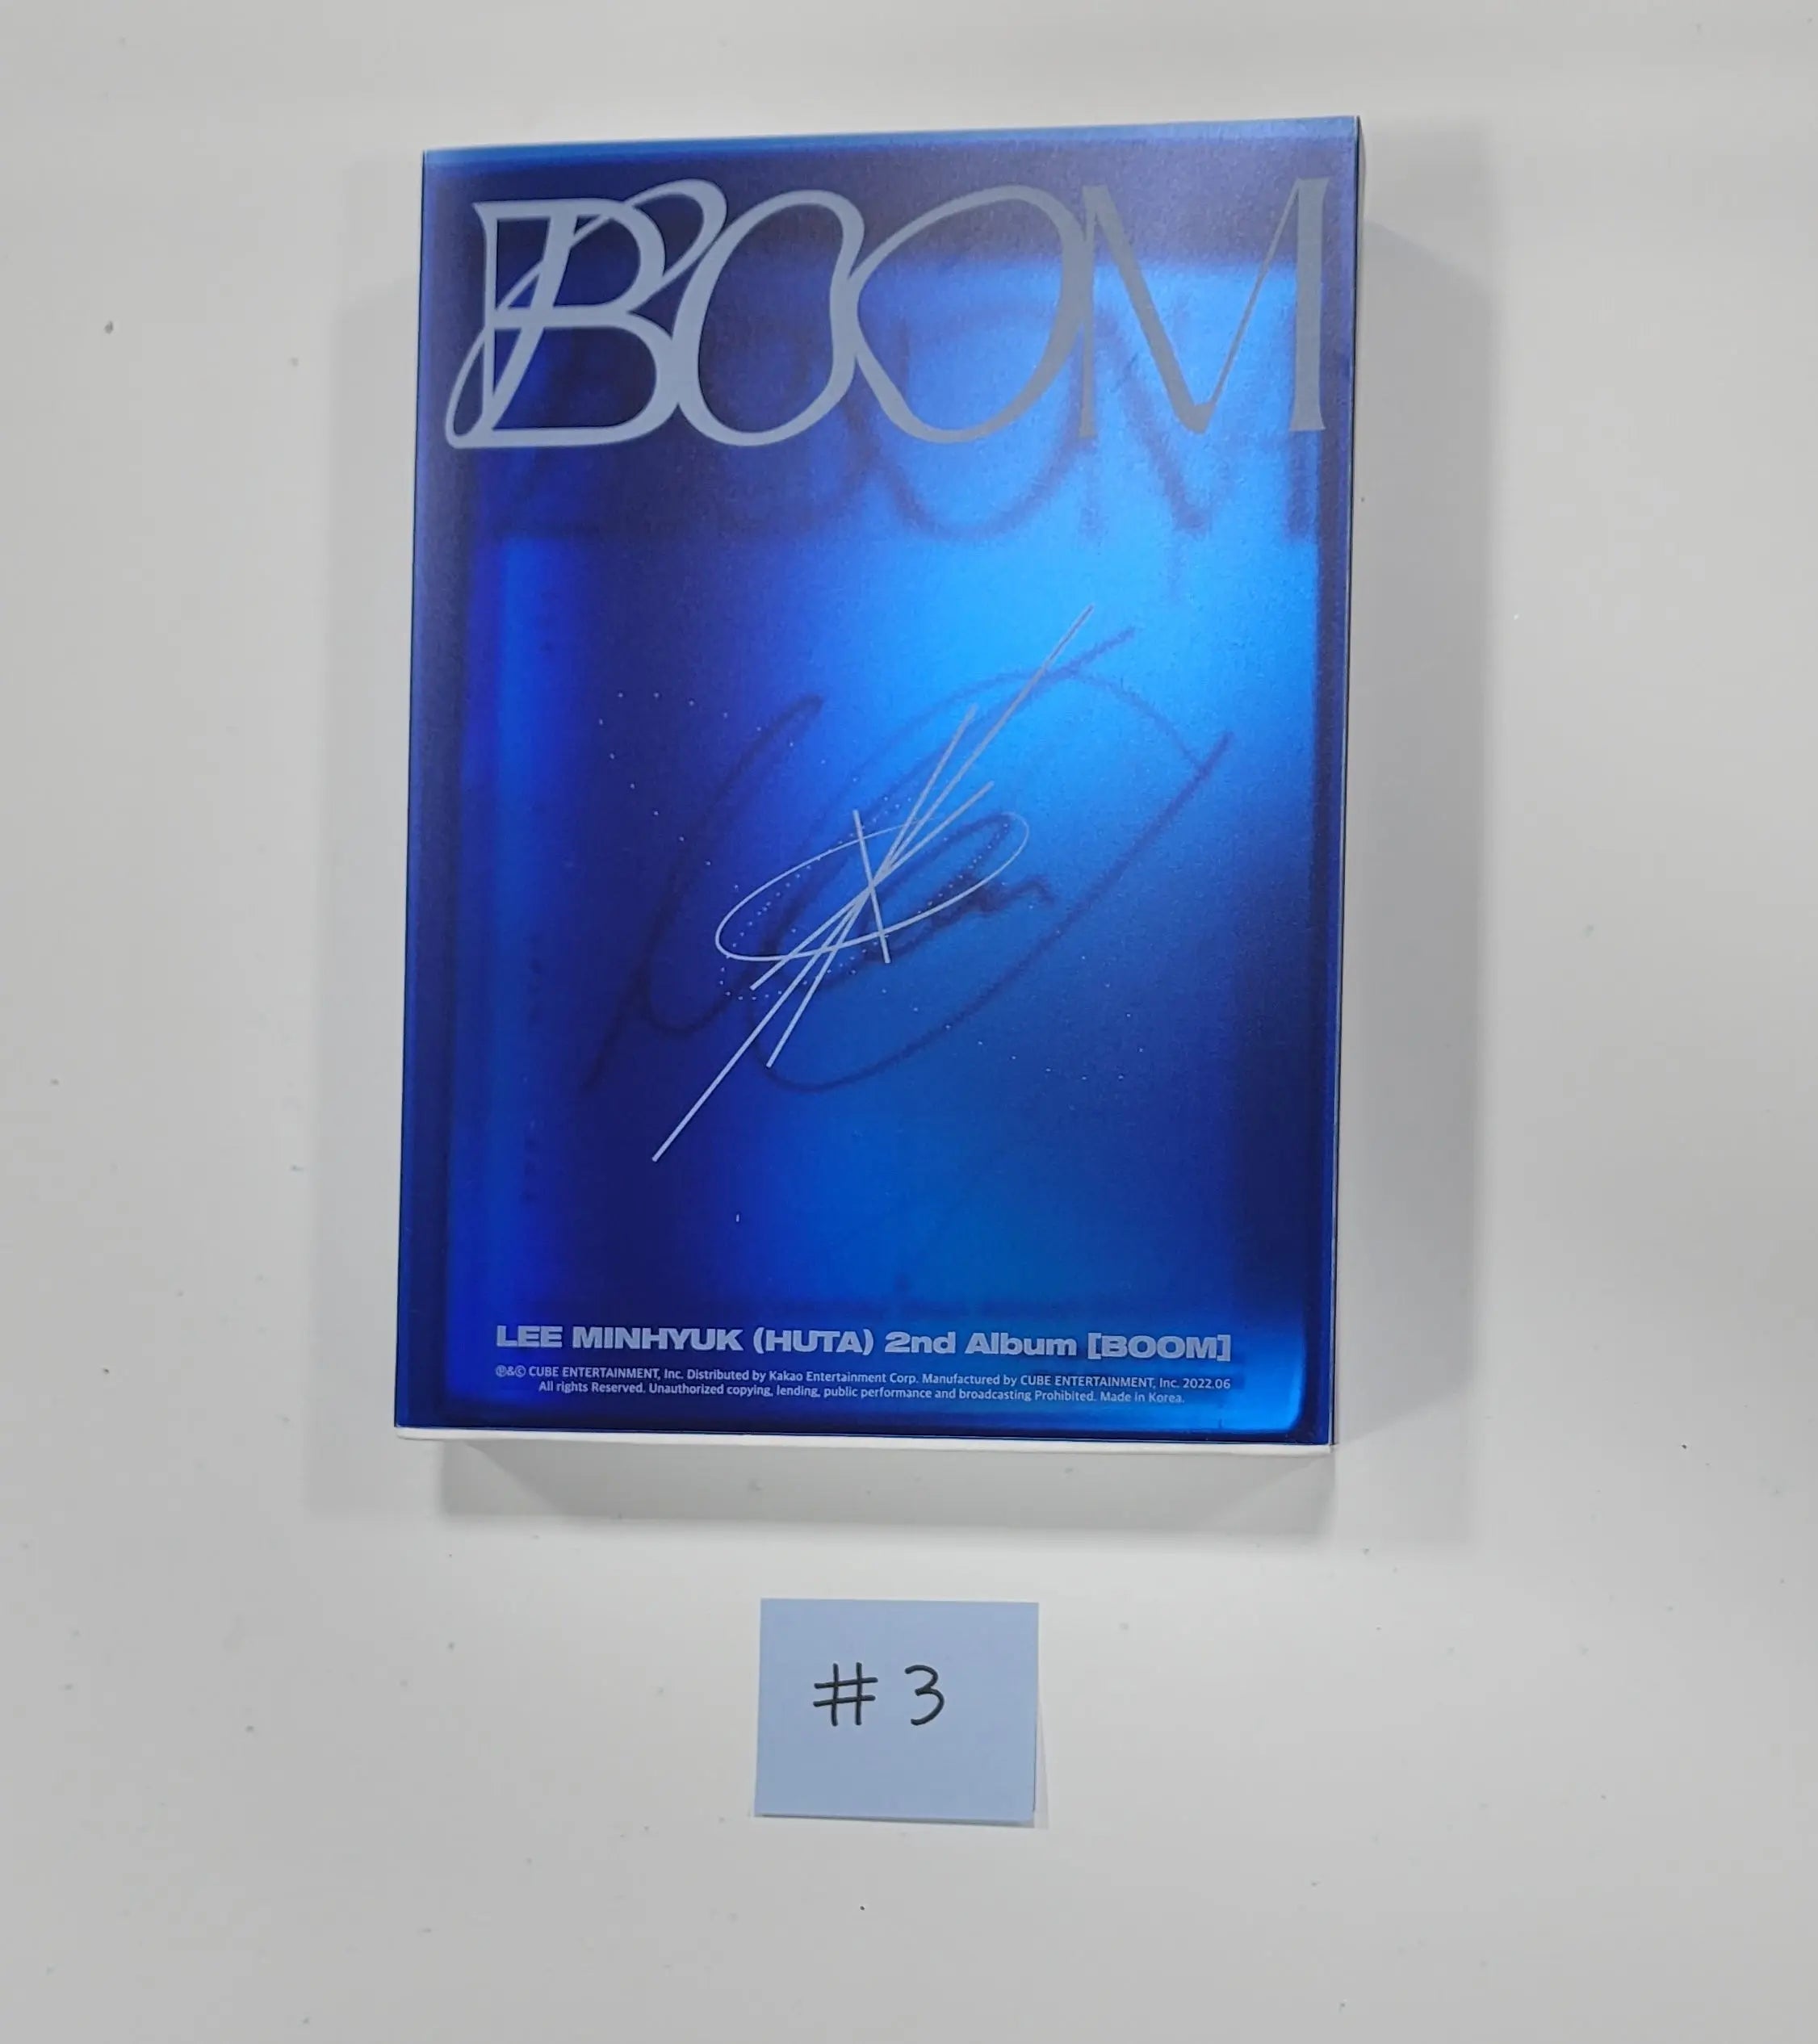 BOOM
LEE MINHYUK (HUTA) 2nd Album [BOOM]
℗&© CUBE ENTERTAINMENT, Inc. Distributed by Kakao Entertainment Corp. Manufactured by CUBE ENTERTAINMENT, Inc. 2022.06
All rights Reserved. Unauthorized copying, lending, public performance and broadcasting Prohibited. Made in Korea.
#3